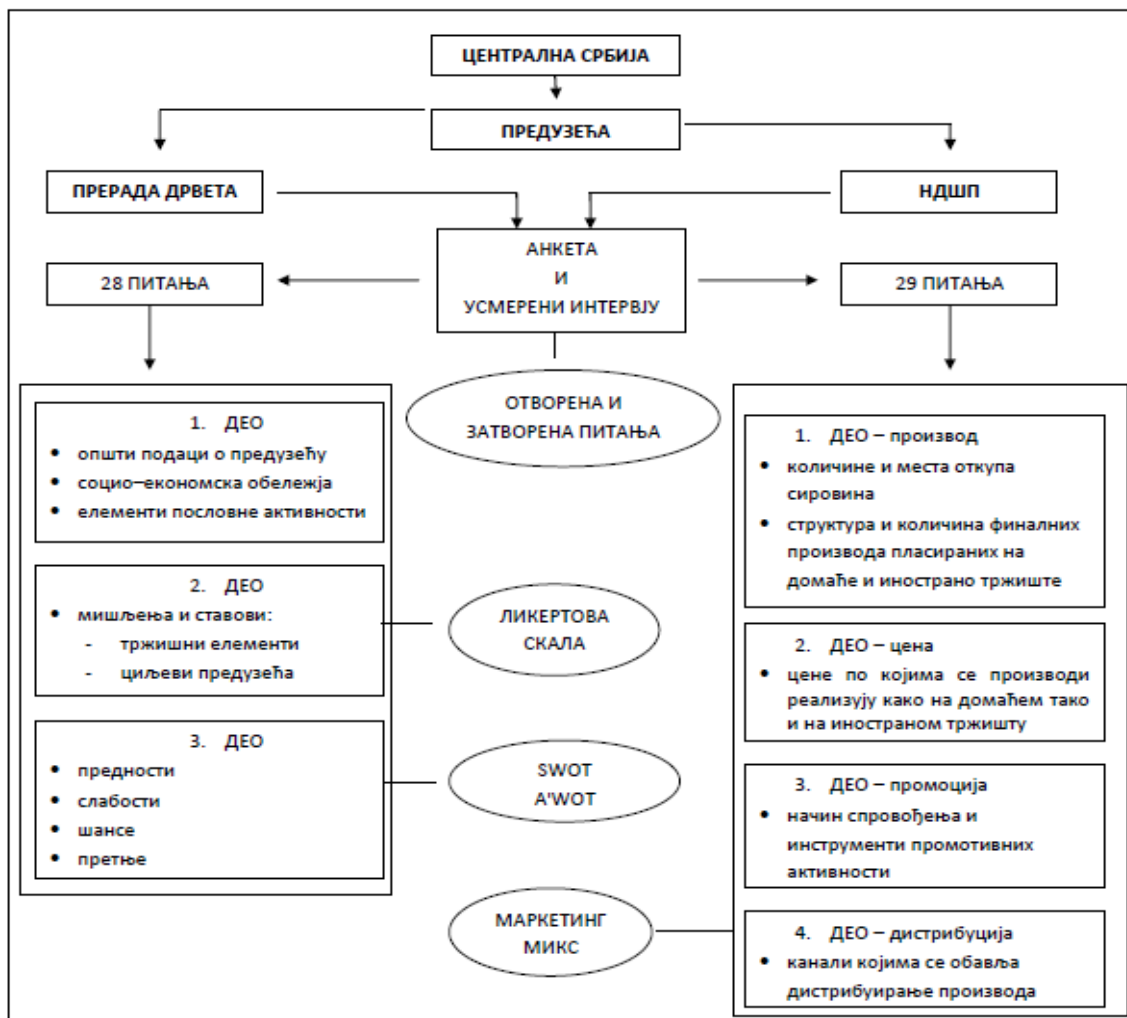 ЦЕНТРАЛНА СРБИЈА
ПРЕДУЗЕЋА
ПРЕРАДА ДРВЕТА
НДШП
АНКЕТА
И
УСМЕРЕНИ ИНТЕРВЈУ
28 ПИТАЊА
29 ПИТАЊА
ОТВОРЕНА И
ЗАТВОРЕНА ПИТАЊА
1. ДЕО
• општи подаци о предузећу
• социо–економска обележја
• елементи пословне активности
2. ДЕО
• мишљења и ставови:
- тржишни елементи
- циљеви предузећа
3. ДЕО
• предности
• слабости
• шансе
• претње
ЛИКЕРТОВА
СКАЛА
SWOT
A'WOT
МАРКЕТИНГ
МИКС
1. ДЕО – производ
• количине и места откупа
сировина
• структура и количина финалних
производа пласираних на
домаће и инострано тржиште
2. ДЕО – цена
• цене по којима се производи
реализују како на домаћем тако
и на иностраном тржишту
3. ДЕО – промоција
• начин спровођења и
инструменти промотивних
активности
4. ДЕО – дистрибуција
• канали којима се обавља
дистрибуирање производа